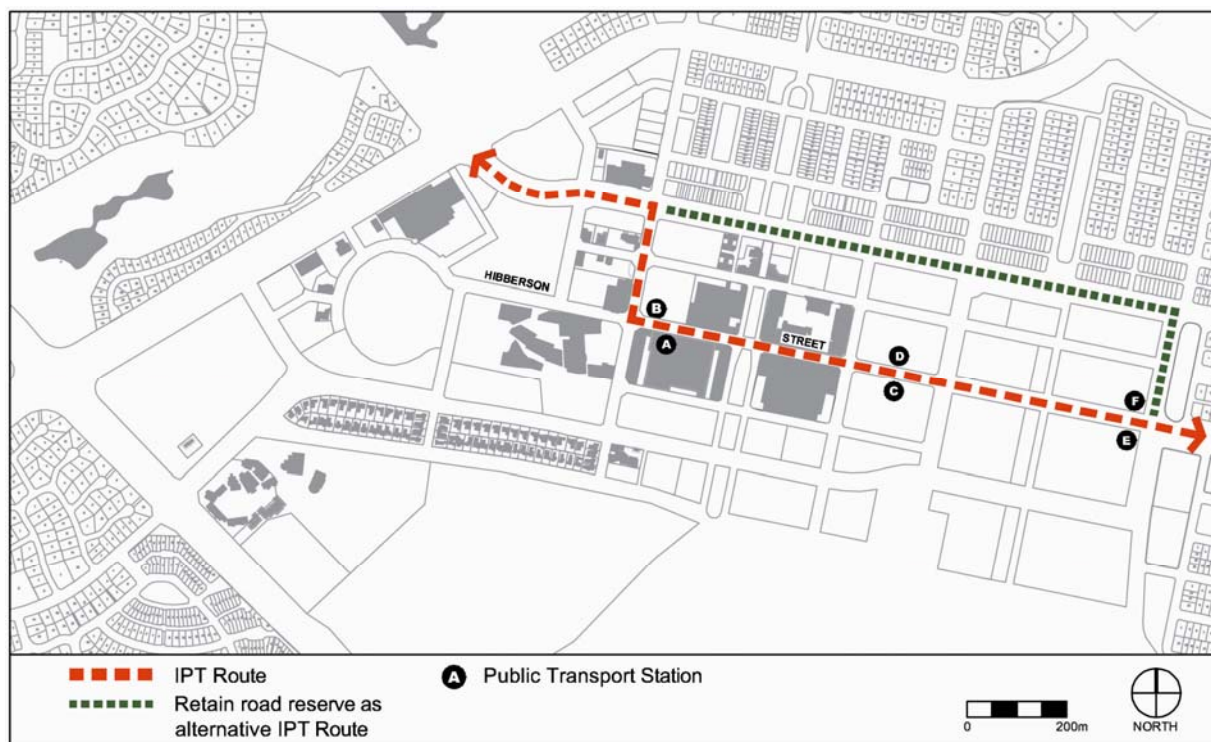 HIBBERSON
STREET
B
A
D
C
F
E
IPT Route
Retain road reserve as
alternative IPT Route
A Public Transport Station
0 200m
NORTH